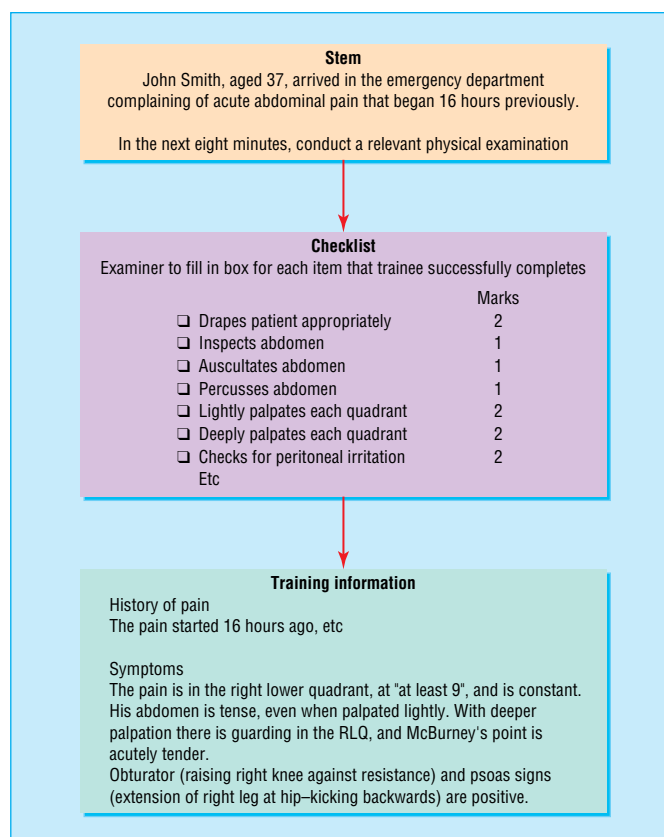 Stem
John Smith, aged 37, arrived in the emergency department
complaining of acute abdominal pain that began 16 hours previously.
In the next eight minutes, conduct a relevant physical examination
Checklist
Examiner to fill in box for each item that trainee successfully completes
Marks
❏ Drapes patient appropriately 2
❏ Inspects abdomen 1
❏ Auscultates abdomen 1
❏ Percusses abdomen 1
❏ Lightly palpates each quadrant 2
❏ Deeply palpates each quadrant 2
❏ Checks for peritoneal irritation 2
Etc
Training information
History of pain
The pain started 16 hours ago, etc
Symptoms
The pain is in the right lower quadrant, at "at least 9", and is constant.
His abdomen is tense, even when palpated lightly. With deeper
palpation there is guarding in the RLQ, and McBurney's point is
acutely tender.
Obturator (raising right knee against resistance) and psoas signs
(extension of right leg at hip–kicking backwards) are positive.